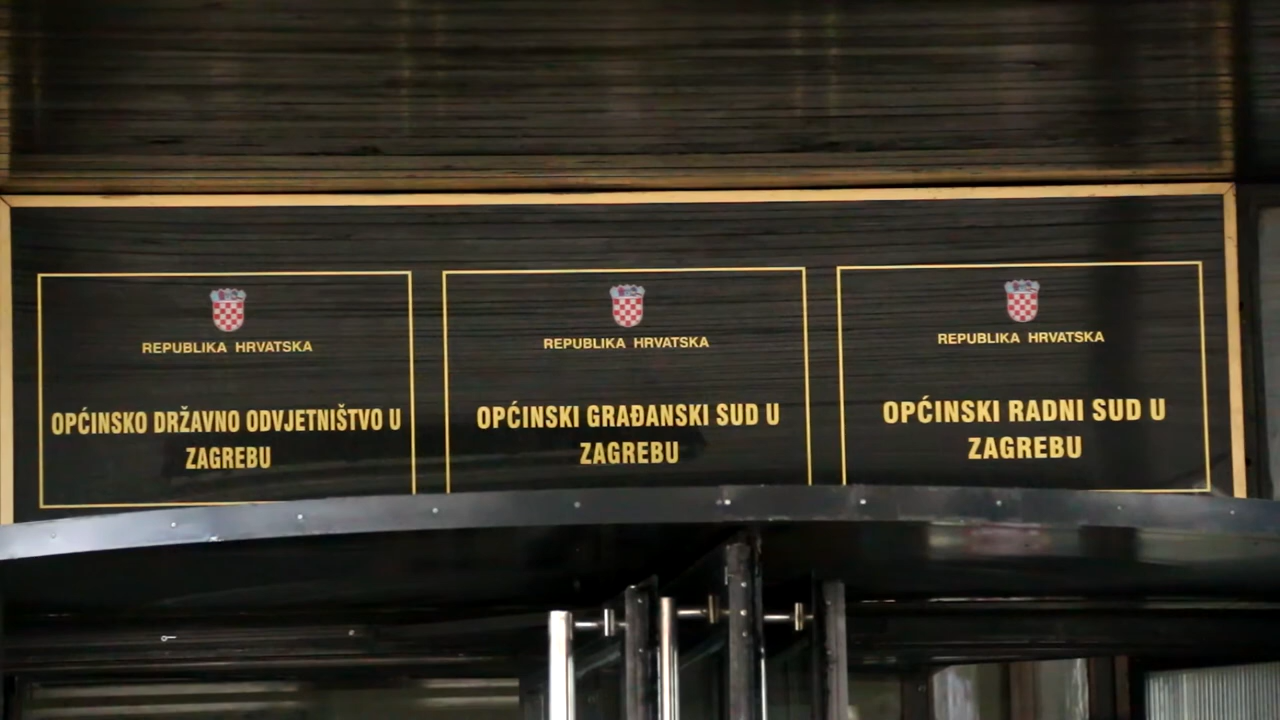 REPUBLIKA HRVATSKA
OPĆINSKO DRŽAVNO ODVJETNIŠTVO U
ZAGREBU
REPUBLIKA HRVATSKA
OPĆINSKI GRAĐANSKI SUD U
ZAGREBU
REPUBLIKA HRVATSKA
OPĆINSKI RADNI SUD U
ZAGREBU